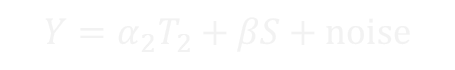 Y = α₂T₂ + βS + noise